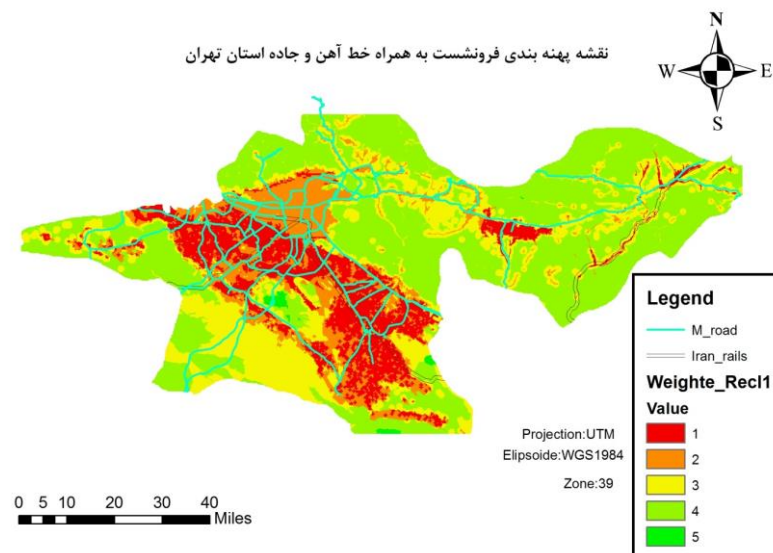 نقشه پهنه بندی فرونشست به همراه خط آهن و جاده استان تهران
N
W E
S
Legend
M_road
Iran_rails
Weighte_Recl1
Value
1
2
3
4
5
Projection:UTM
Elipsoide:WGS1984
Zone:39
0 5 10 20 30 40
Miles